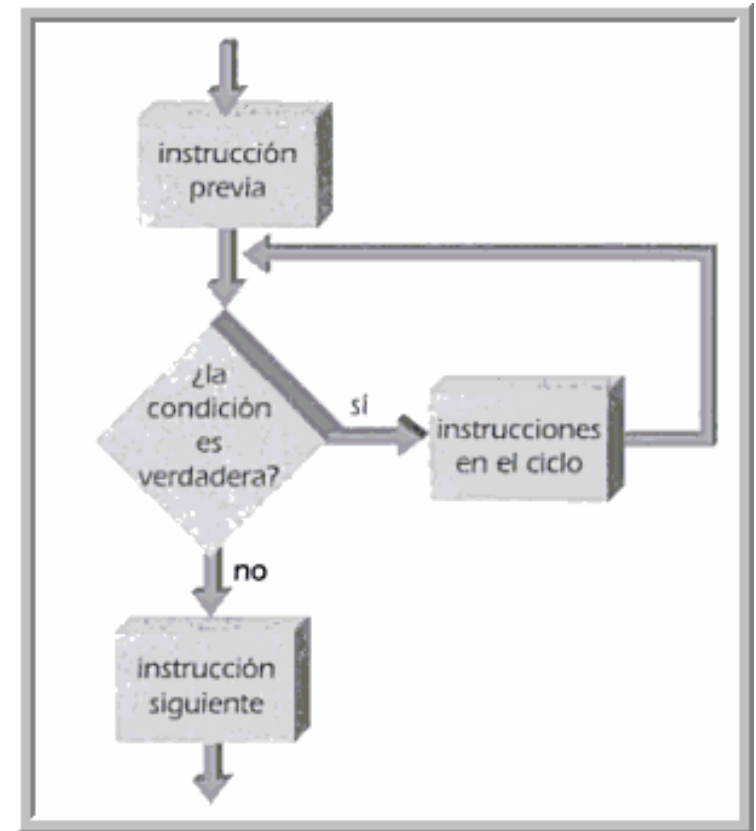 instrucción
previa
¿la
condición
es
verdadera?
sí
instrucciones
en el ciclo
no
instrucción
siguiente